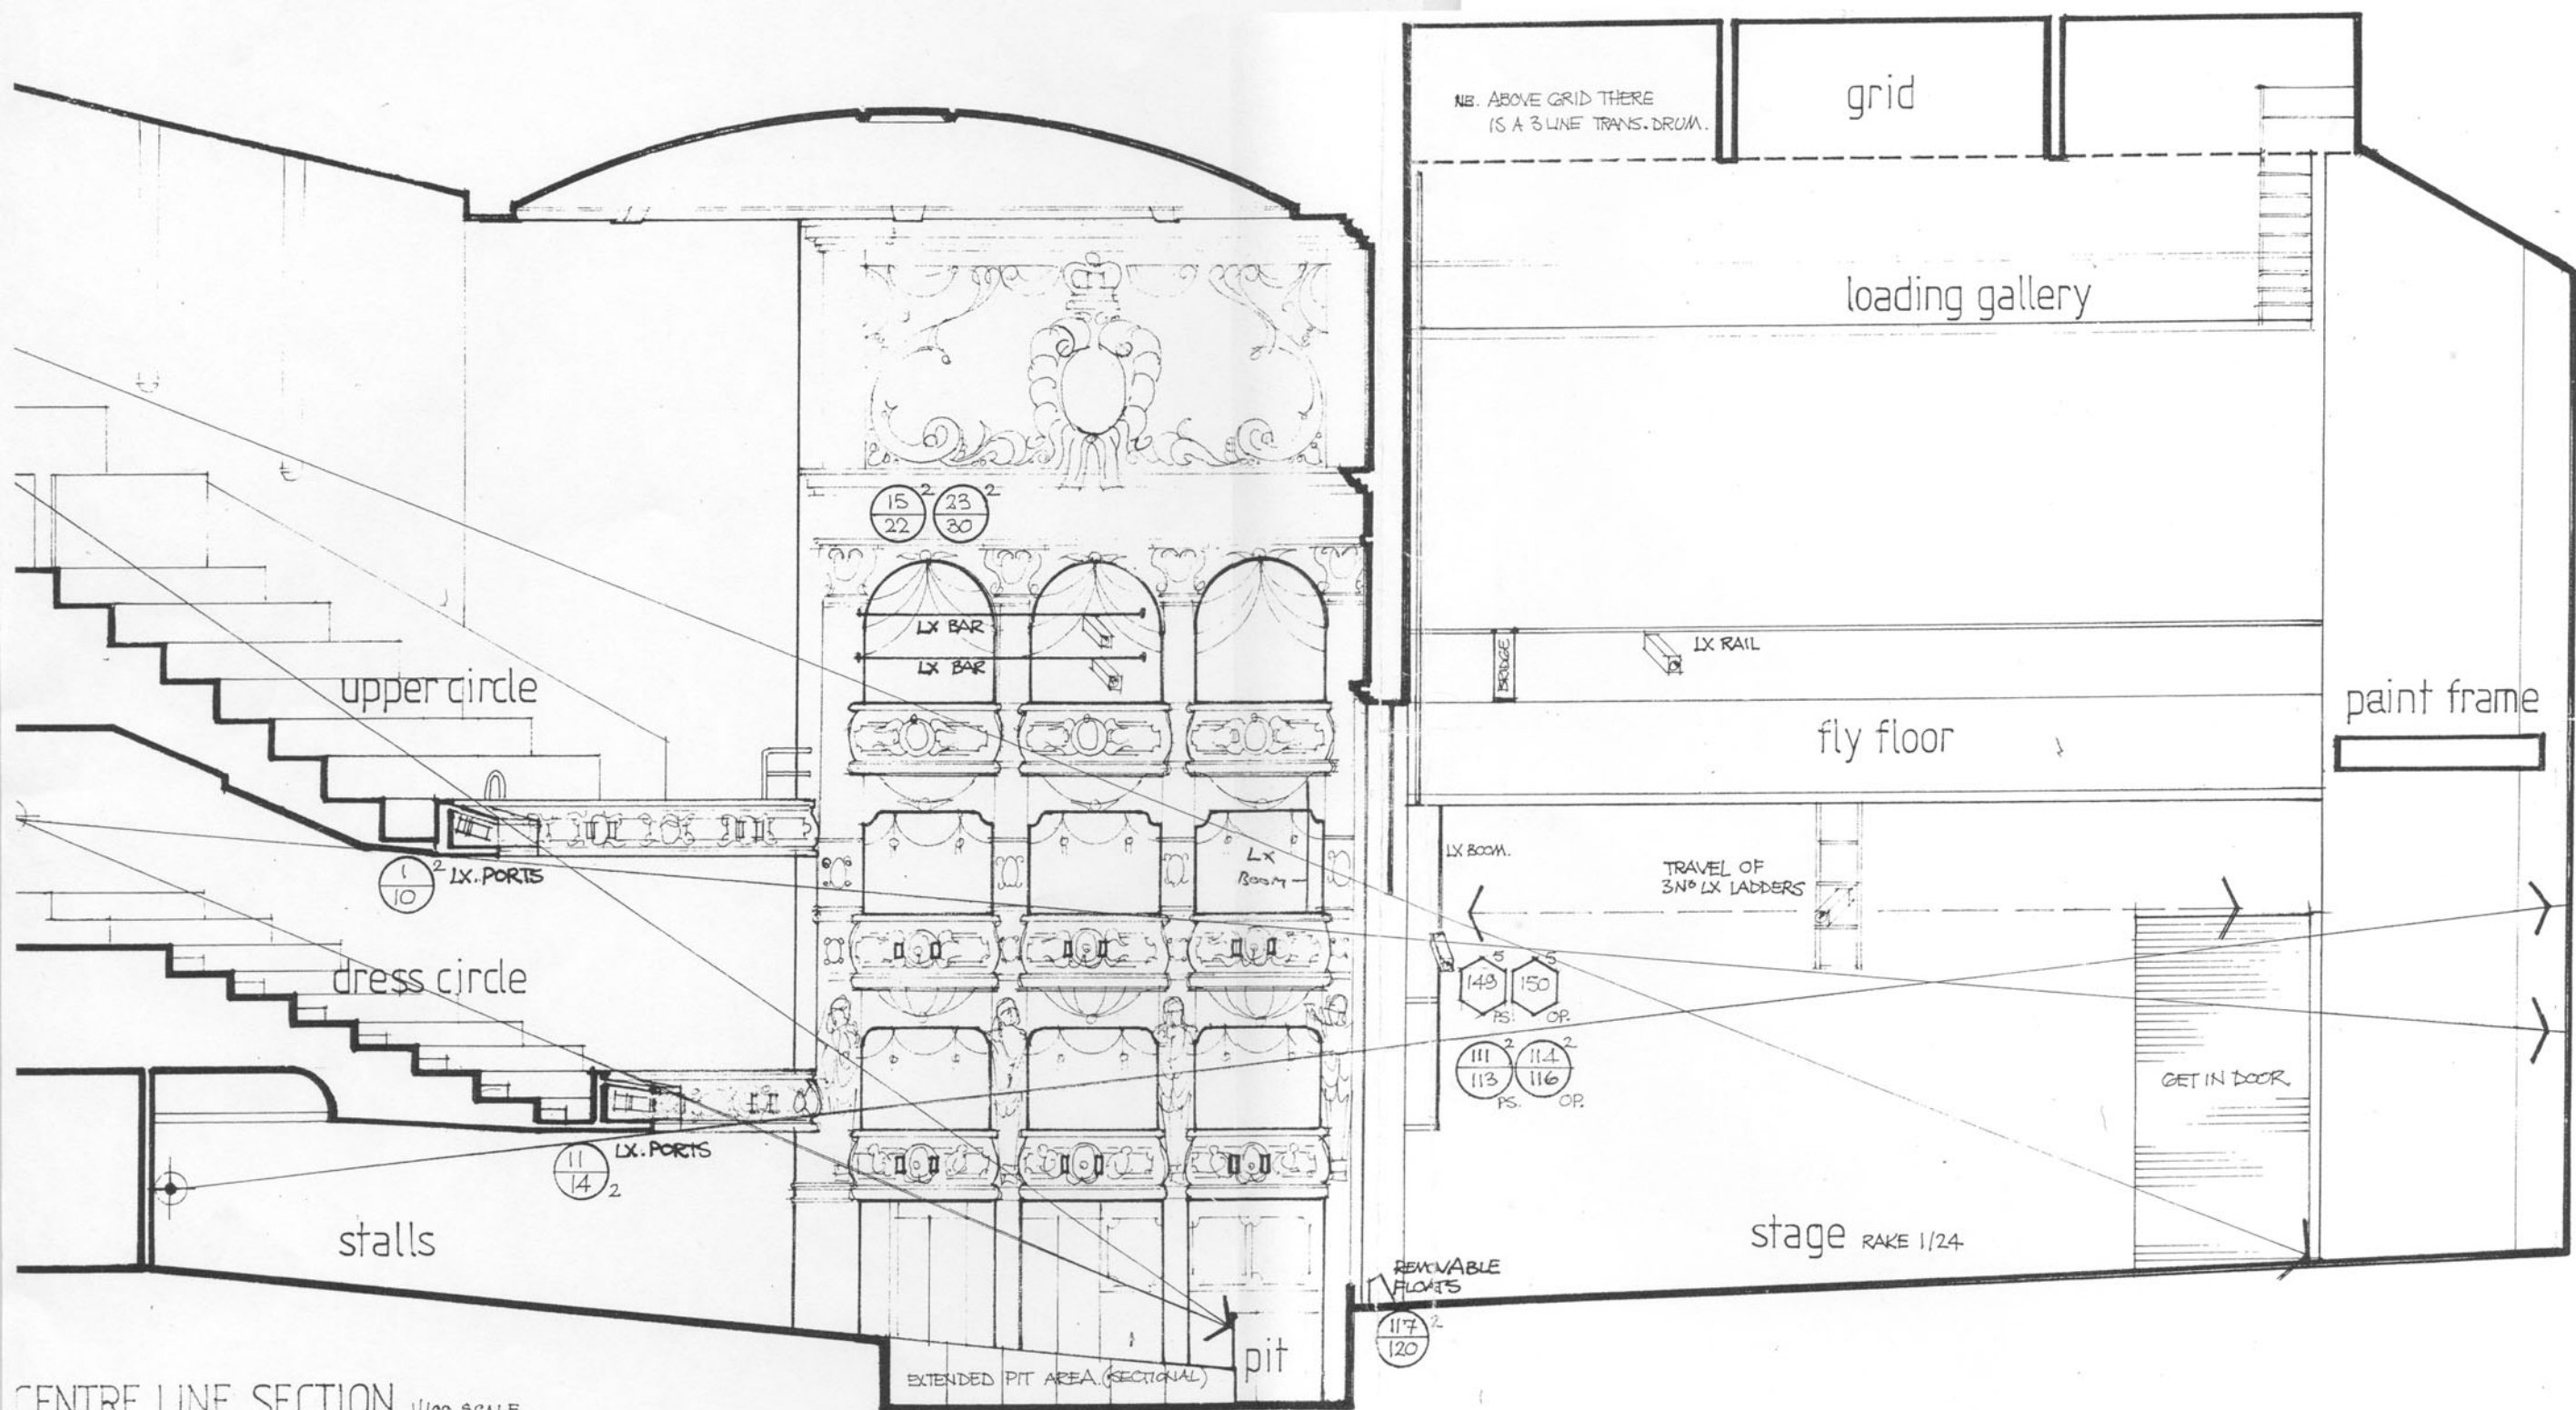 NB. ABOVE GRID THERE
IS A 3 LINE TRANS. DRUM.
grid
loading gallery
15
22
2
23
30
2
LX BAR
LX BAR
BRIDGE
LX RAIL
upper circle
fly floor
paint frame
1
10
2
LX. PORTS
LX
BOOM
LX BOOM.
TRAVEL OF
3Nº LX LADDERS
dress circle
149
5
PS.
150
5
OP.
111
113
2
PS.
114
116
2
OP.
GET IN DOOR
11
14
2
LX. PORTS
stalls
stage RAKE 1/24
REMOVABLE
FLOATS
117
120
2
pit
EXTENDED PIT AREA. (SECTIONAL)
CENTRE LINE SECTION 1/100 SCALE